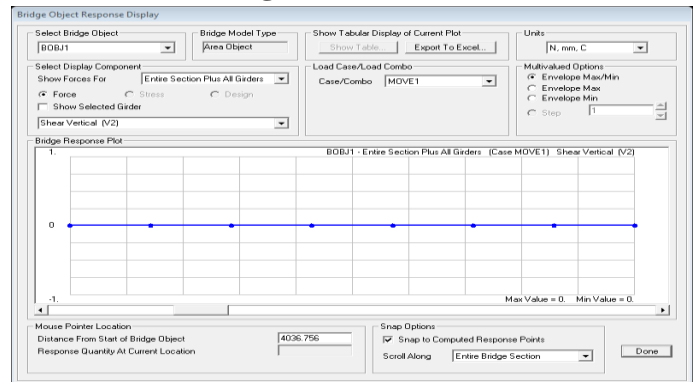 Bridge Object Response Display
Select Bridge Object
BOBJ1
Bridge Model Type
Area Object
Show Tabular Display of Current Plot
Show Table...
Export To Excel...
Units
N, mm, C
Select Display Component
Show Forces For
Entire Section Plus All Girders
Force
Stress
Design
Show Selected Girder
Shear Vertical (V2)
Load Case/Load Combo
Case/Combo
MOVE1
Multivalued Options
Envelope Max/Min
Envelope Max
Envelope Min
Step
1
Bridge Response Plot
1.
BOBJ1 - Entire Section Plus All Girders (Case MOVE1) Shear Vertical (V2)
0
-1.
Max Value = 0. Min Value = 0.
Mouse Pointer Location
Distance From Start of Bridge Object
4036.756
Response Quantity At Current Location
Snap Options
Snap to Computed Response Points
Scroll Along
Entire Bridge Section
Done